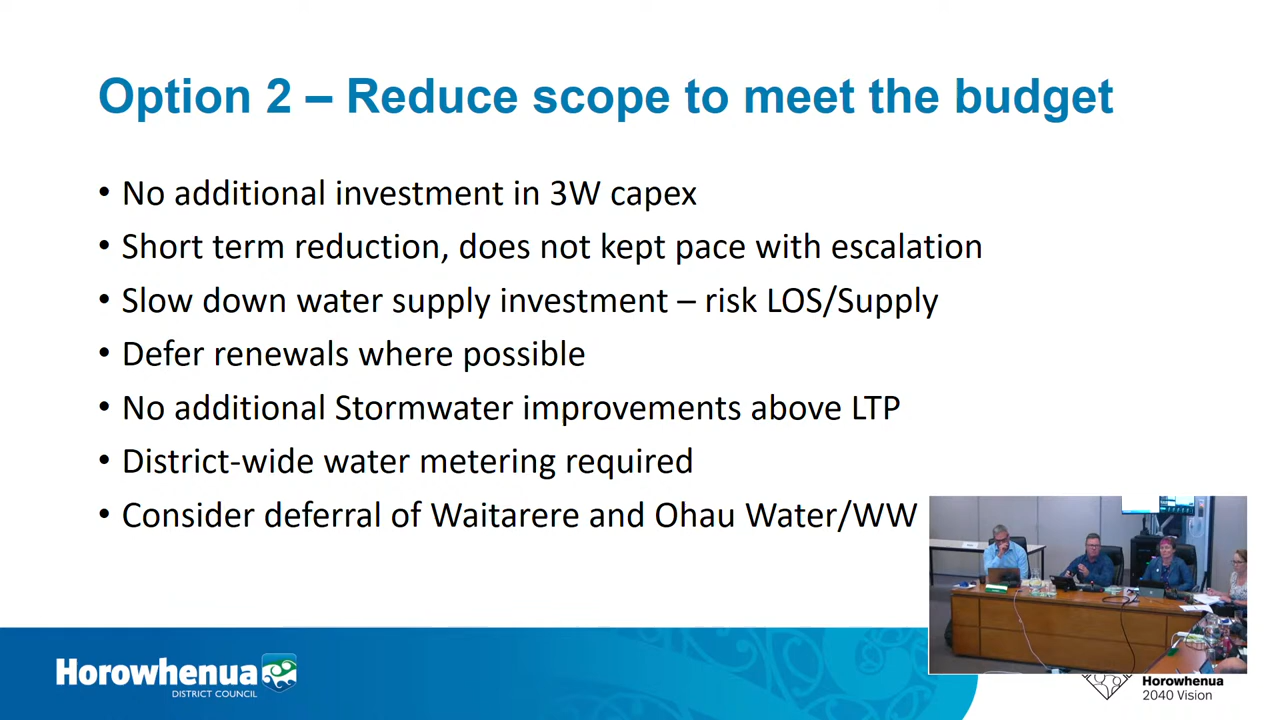 Option 2 – Reduce scope to meet the budget
• No additional investment in 3W capex
• Short term reduction, does not kept pace with escalation
• Slow down water supply investment – risk LOS/Supply
• Defer renewals where possible
• No additional Stormwater improvements above LTP
• District-wide water metering required
• Consider deferral of Waitarere and Ohau Water/WW
Horowhenua
DISTRICT COUNCIL
Horowhenua
2040 Vision